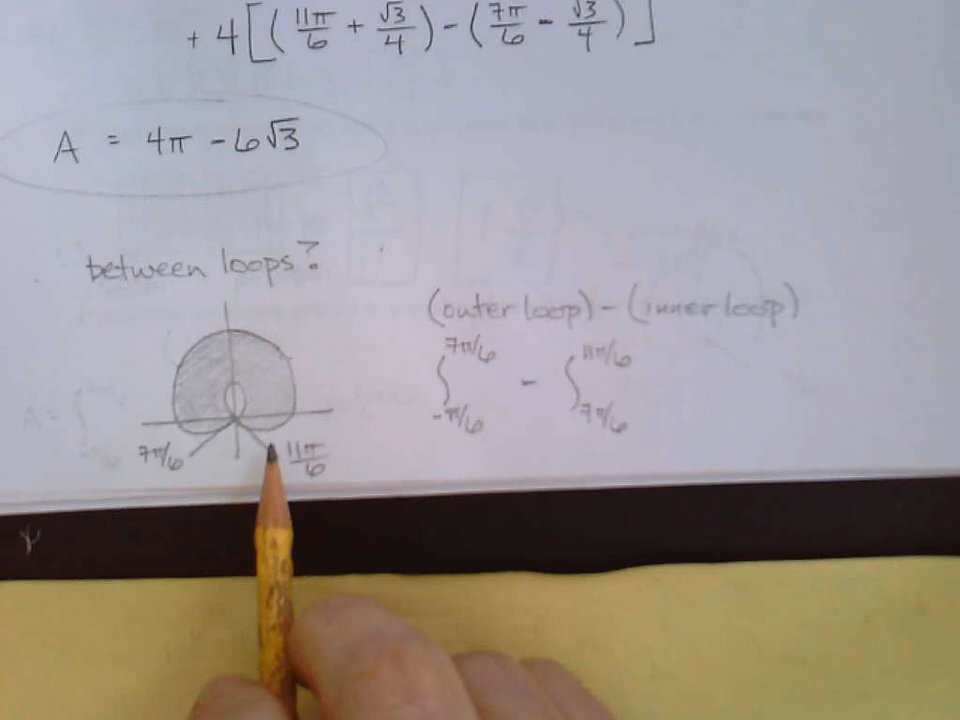 + 4[(11π/6 + √3/4) - (7π/6 - √3/4)]
A = 4π - 6√3
between loops?
(outer loop) - (inner loop)
∫_{-π/6}^{7π/6} - ∫_{7π/6}^{11π/6}
7π/6
11π/6